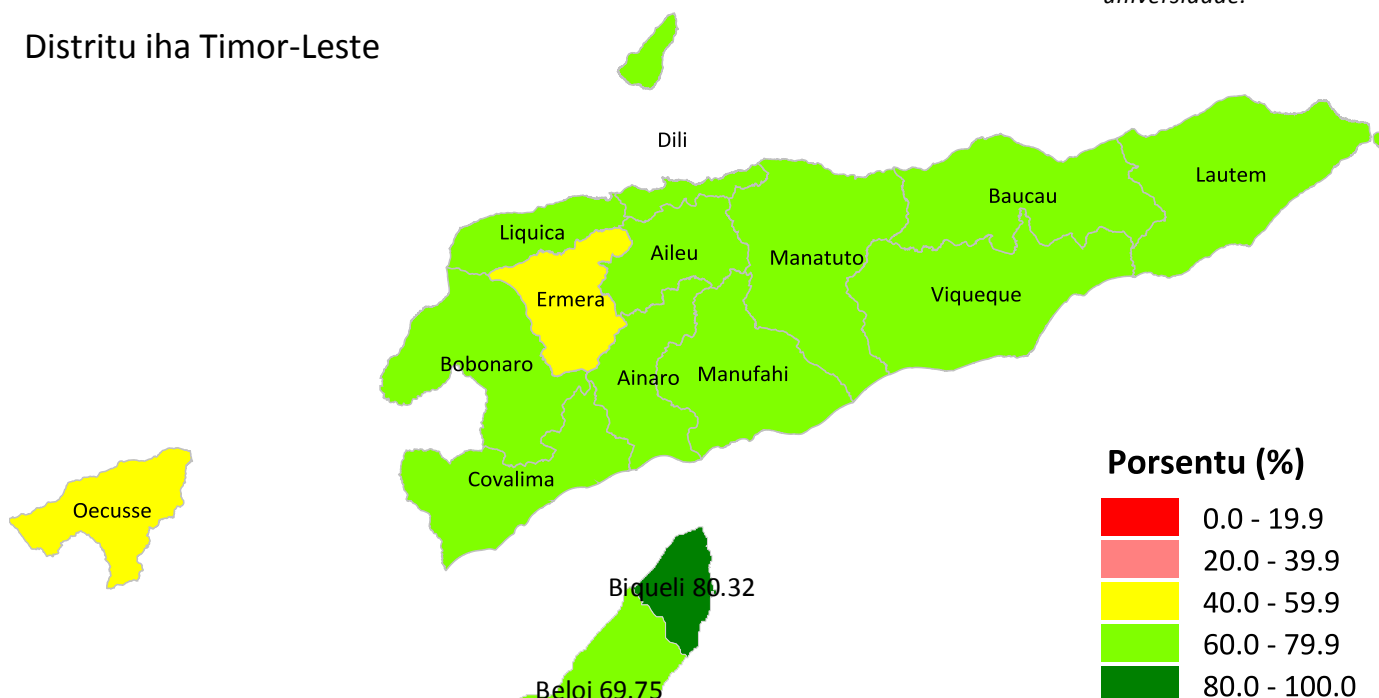 universidade.
Distritu iha Timor-Leste
Dili
Lautem
Baucau
Liquica
Aileu
Manatuto
Ermera
Viqueque
Bobonaro
Ainaro
Manufahi
Covalima
Oecusse
Porsentu (%)
0.0 - 19.9
20.0 - 39.9
40.0 - 59.9
60.0 - 79.9
80.0 - 100.0
Biqueli 80.32
Beloi 69.75